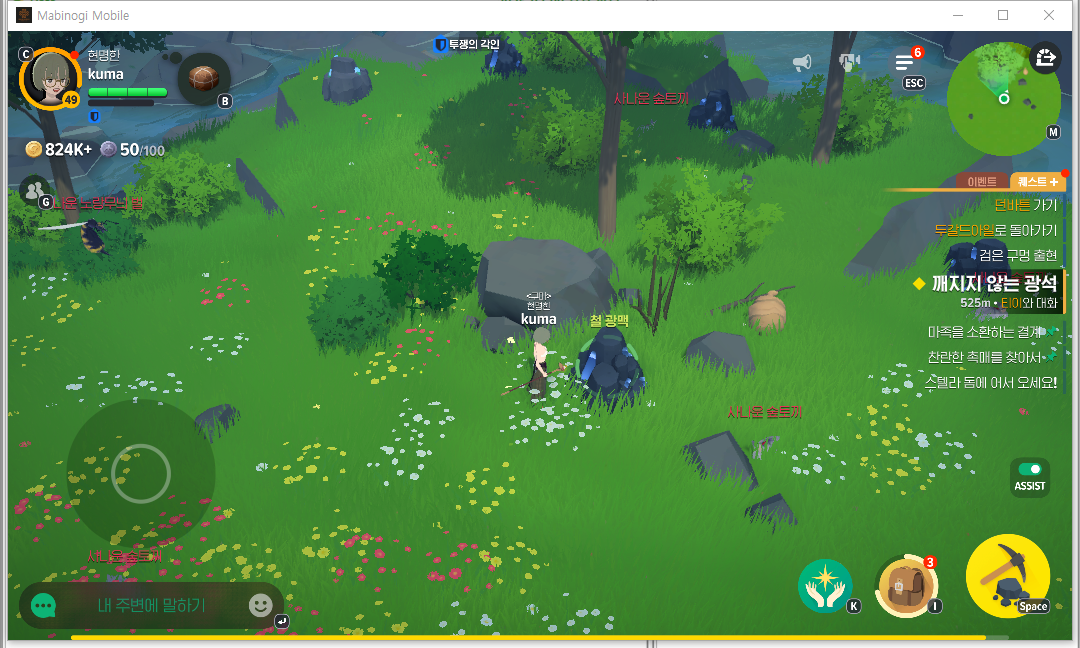 Mabinogi Mobile
C
현명한
kuma
49
B
투쟁의 각인
6
ESC
M
824K+
50/100
G
사나운 숲토끼
이벤트
퀘스트 +
던바튼 가기
두갈드아일로 돌아가기
검은 구멍 출현
깨지지 않는 광석
525m • 티이와 대화
마족을 소환하는 결계
찬란한 촉매를 찾아서
스텔라 돔에 어서 오세요!
<구마>
현명한
kuma
철 광맥
사나운 숲토끼
ASSIST
사나운 숲토끼
내 주변에 말하기
K
3
I
Space